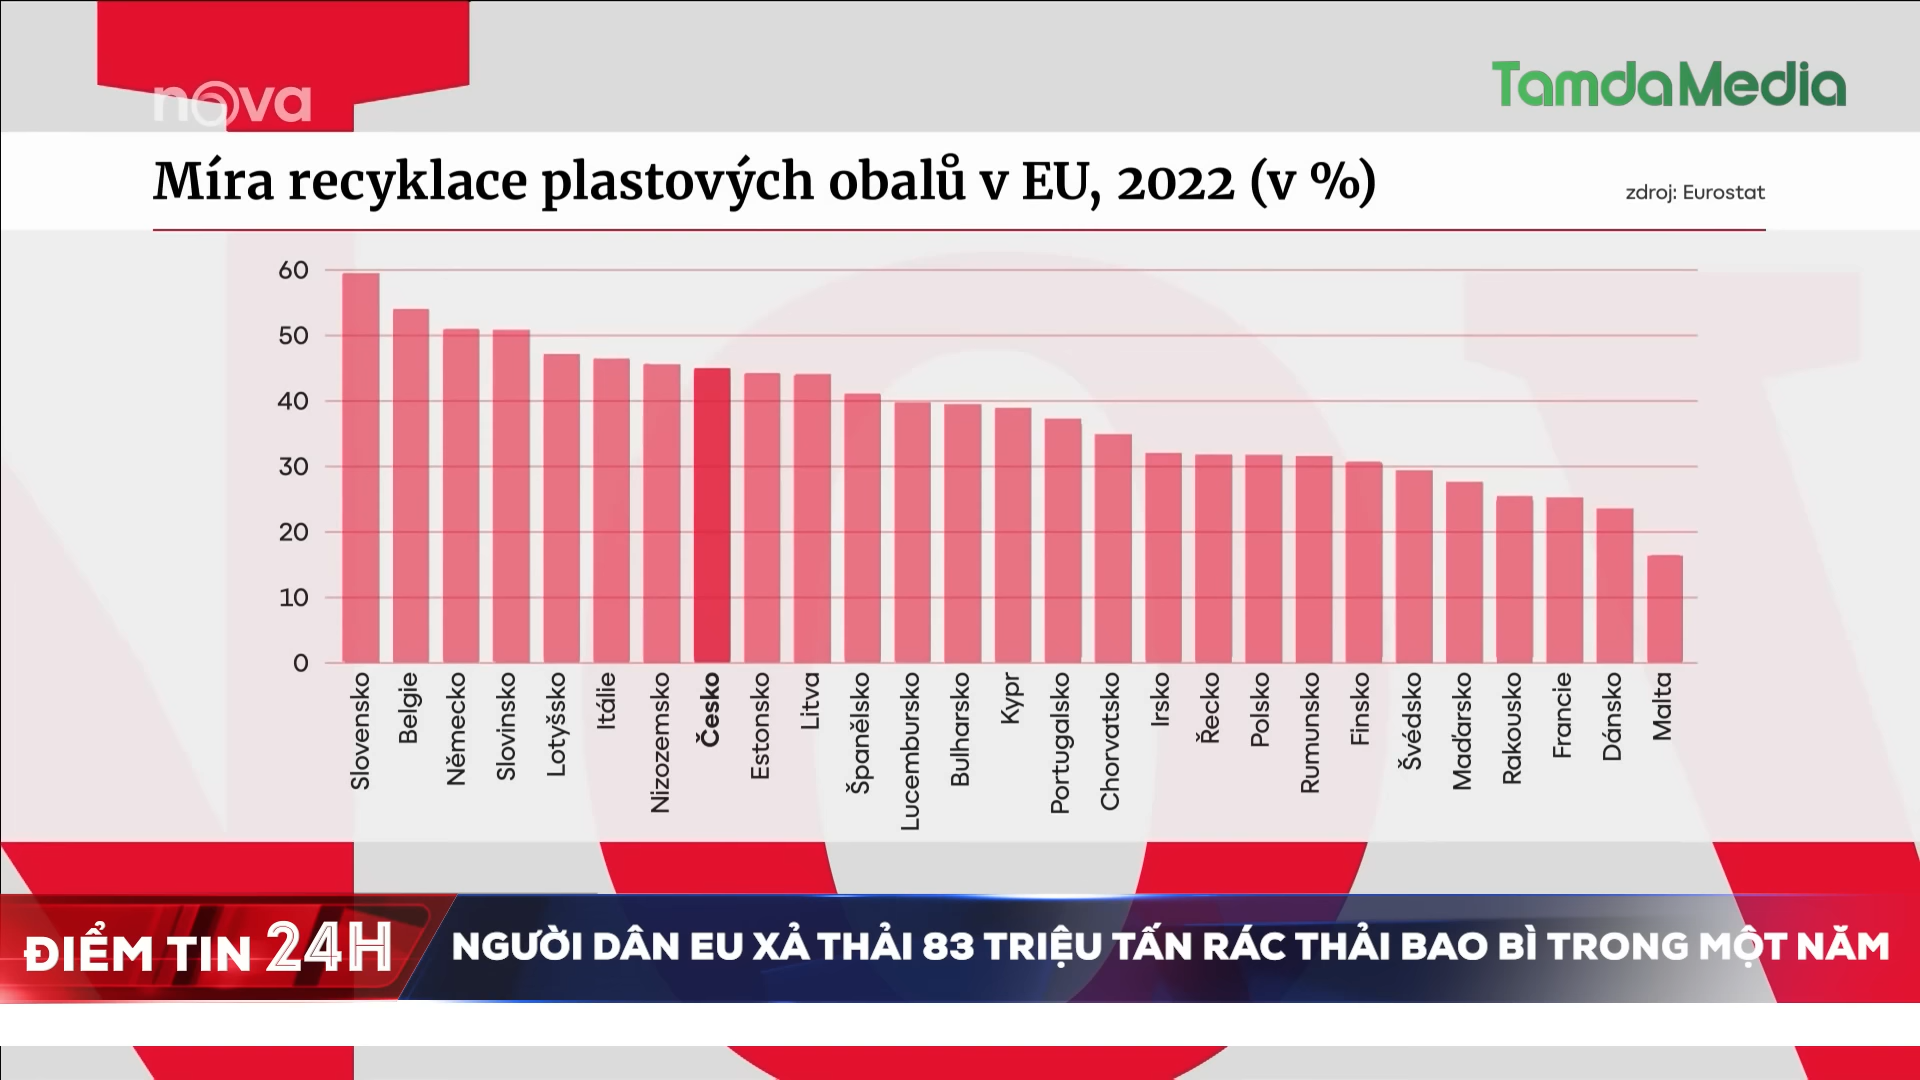 nova
TamdaMedia
Míra recyklace plastových obalů v EU, 2022 (v %)
zdroj: Eurostat
60
50
40
30
20
10
0
Slovensko
Belgie
Německo
Slovinsko
Lotyšsko
Itálie
Nizozemsko
Česko
Estonsko
Litva
Španělsko
Lucembursko
Bulharsko
Kypr
Portugalsko
Chorvatsko
Irsko
Řecko
Polsko
Rumunsko
Finsko
Švédsko
Maďarsko
Rakousko
Francie
Dánsko
Malta
ĐIỂM TIN 24H
NGƯỜI DÂN EU XẢ THẢI 83 TRIỆU TẤN RÁC THẢI BAO BÌ TRONG MỘT NĂM